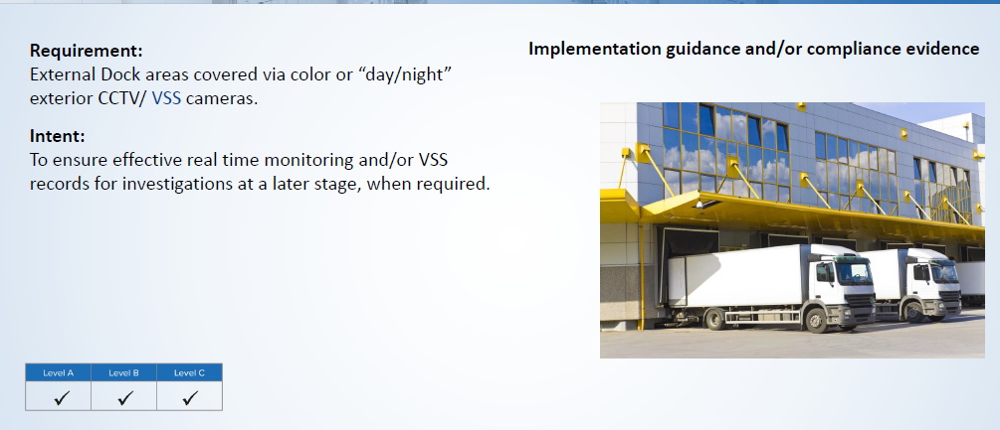 Requirement:
External Dock areas covered via color or “day/night”
exterior CCTV/ VSS cameras.
Intent:
To ensure effective real time monitoring and/or VSS
records for investigations at a later stage, when required.
Implementation guidance and/or compliance evidence
Level A Level B Level C
✓ ✓ ✓